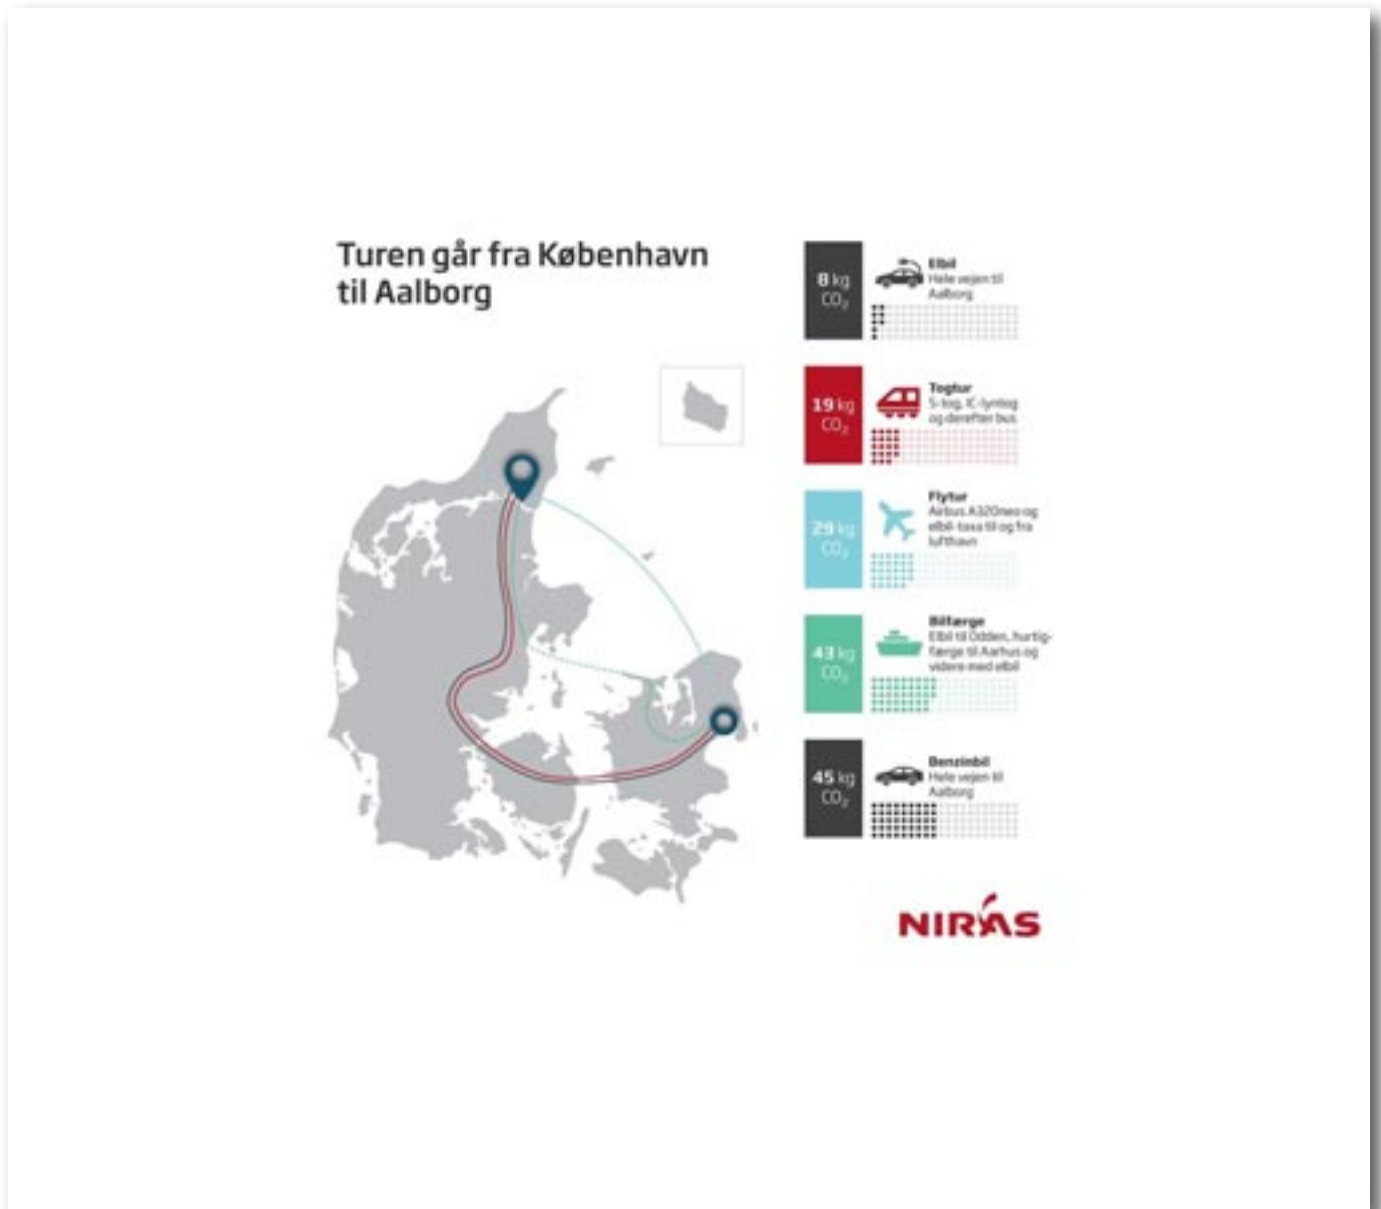 Turen går fra København
til Aalborg
8 kg
CO₂
Elbil
Hele vejen til
Aalborg
19 kg
CO₂
Togtur
S-tog, IC-lyntog
og derefter bus
29 kg
CO₂
Flytur
Airbus A320neo og
elbil-taxa til og fra
lufthavn
43 kg
CO₂
Bilfærge
Elbil til Odden, hurtig-
færge til Aarhus og
videre med elbil
45 kg
CO₂
Benzinbil
Hele vejen til
Aalborg
NIRAS